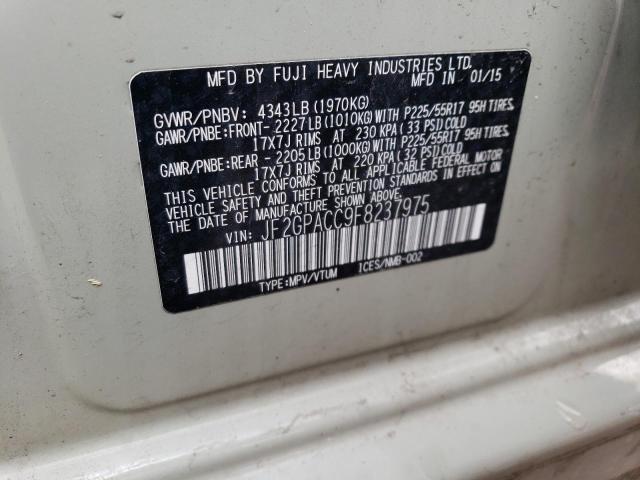 MFD BY FUJI HEAVY INDUSTRIES LTD.
MFD IN 01/15
GVWR/PNBV: 4343LB(1970KG)
GAWR/PNBE:FRONT- 2227LB(1010KG)WITH P225/55R17 95H TIRES,
17X7J RIMS AT 230 KPA(33 PSI)COLD
GAWR/PNBE:REAR - 2205LB(1000KG)WITH P225/55R17 95H TIRES,
17X7J RIMS AT 220 KPA(32 PSI)COLD
THIS VEHICLE CONFORMS TO ALL APPLICABLE FEDERAL MOTOR
VEHICLE SAFETY AND THEFT PREVENTION STANDARDS IN EFFECT ON
THE DATE OF MANUFACTURE SHOWN ABOVE.
VIN: JF2GPACC9F8237975
TYPE:MPV/VTUM ICES/NMB-002